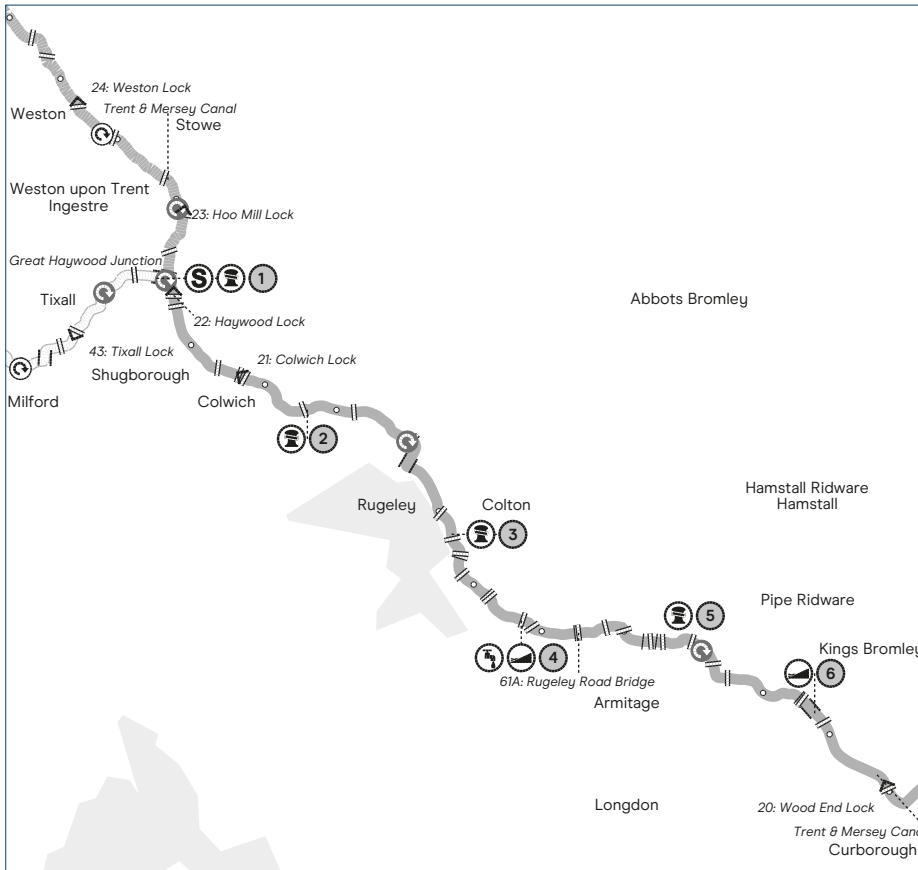 24: Weston Lock
Trent & Mersey Canal
Weston
Stowe
Weston upon Trent
Ingestre
23: Hoo Mill Lock
Great Haywood Junction
S
1
Tixall
Abbots Bromley
22: Haywood Lock
43: Tixall Lock
21: Colwich Lock
Shugborough
Milford
Colwich
2
Rugeley
Colton
Hamstall Ridware
Hamstall
3
Pipe Ridware
5
Kings Bromley
4
6
61A: Rugeley Road Bridge
Armitage
Longdon
20: Wood End Lock
Trent & Mersey Cana
Curborough